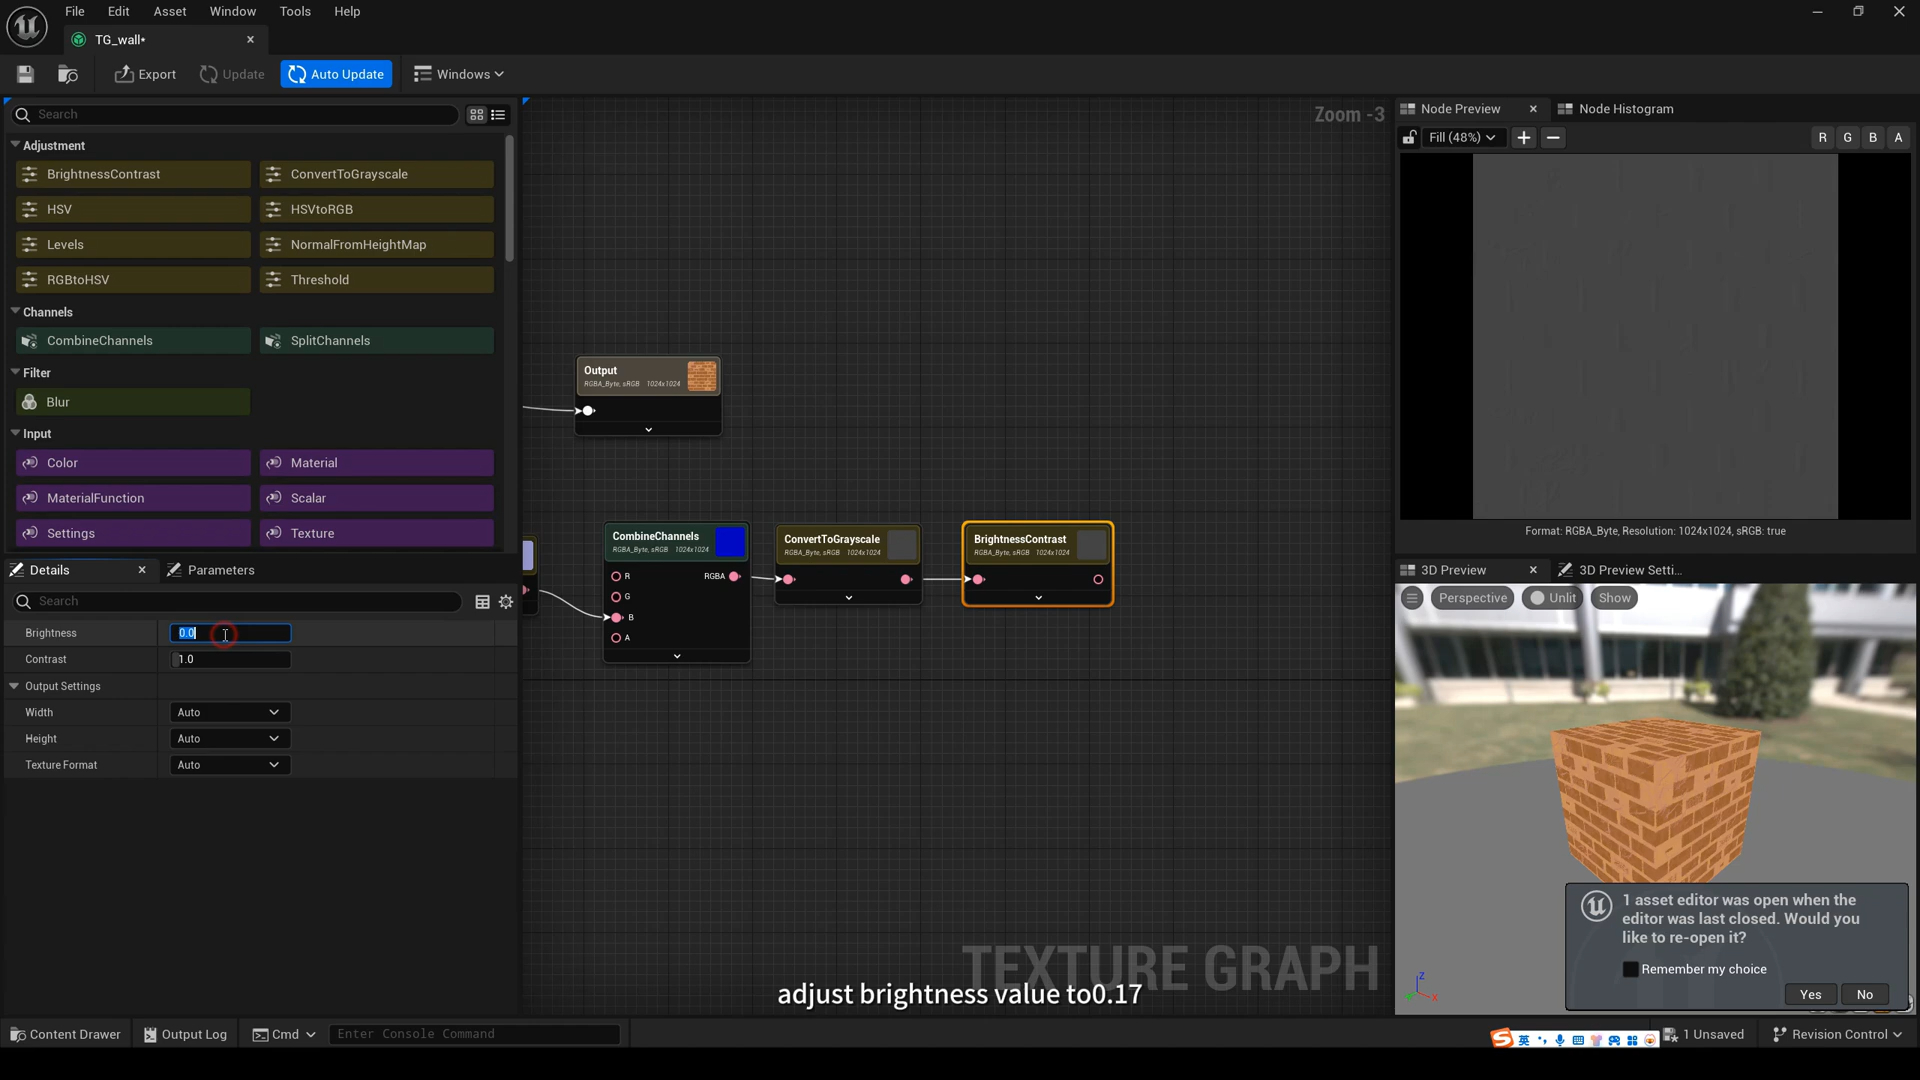 File Edit Asset Window Tools Help
TG_wall•
Export Update Auto Update Windows
Search
Adjustment
BrightnessContrast ConvertToGrayscale
HSV HSVtoRGB
Levels NormalFromHeightMap
RGBtoHSV Threshold
Channels
CombineChannels SplitChannels
Filter
Blur
Input
Color Material
MaterialFunction Scalar
Settings Texture
Details Parameters
Search
Brightness 0.0
Contrast 1.0
Output Settings
Width Auto
Height Auto
Texture Format Auto
Zoom -3
Output
RGBA_Byte, sRGB 1024x1024
CombineChannels
RGBA_Byte, sRGB 1024x1024
R RGBA
G
B
A
ConvertToGrayscale
RGBA_Byte, sRGB 1024x1024
BrightnessContrast
RGBA_Byte, sRGB 1024x1024
TEXTURE GRAPH
adjust brightness value to0.17
Node Preview Node Histogram
Fill (48%) R G B A
Format: RGBA_Byte, Resolution: 1024x1024, sRGB: true
3D Preview 3D Preview Setti...
Perspective Unlit Show
Z
X
1 asset editor was open when the
editor was last closed. Would you
like to re-open it?
Remember my choice
Yes No
Content Drawer Output Log Cmd Enter Console Command
S 英 1 Unsaved Revision Control